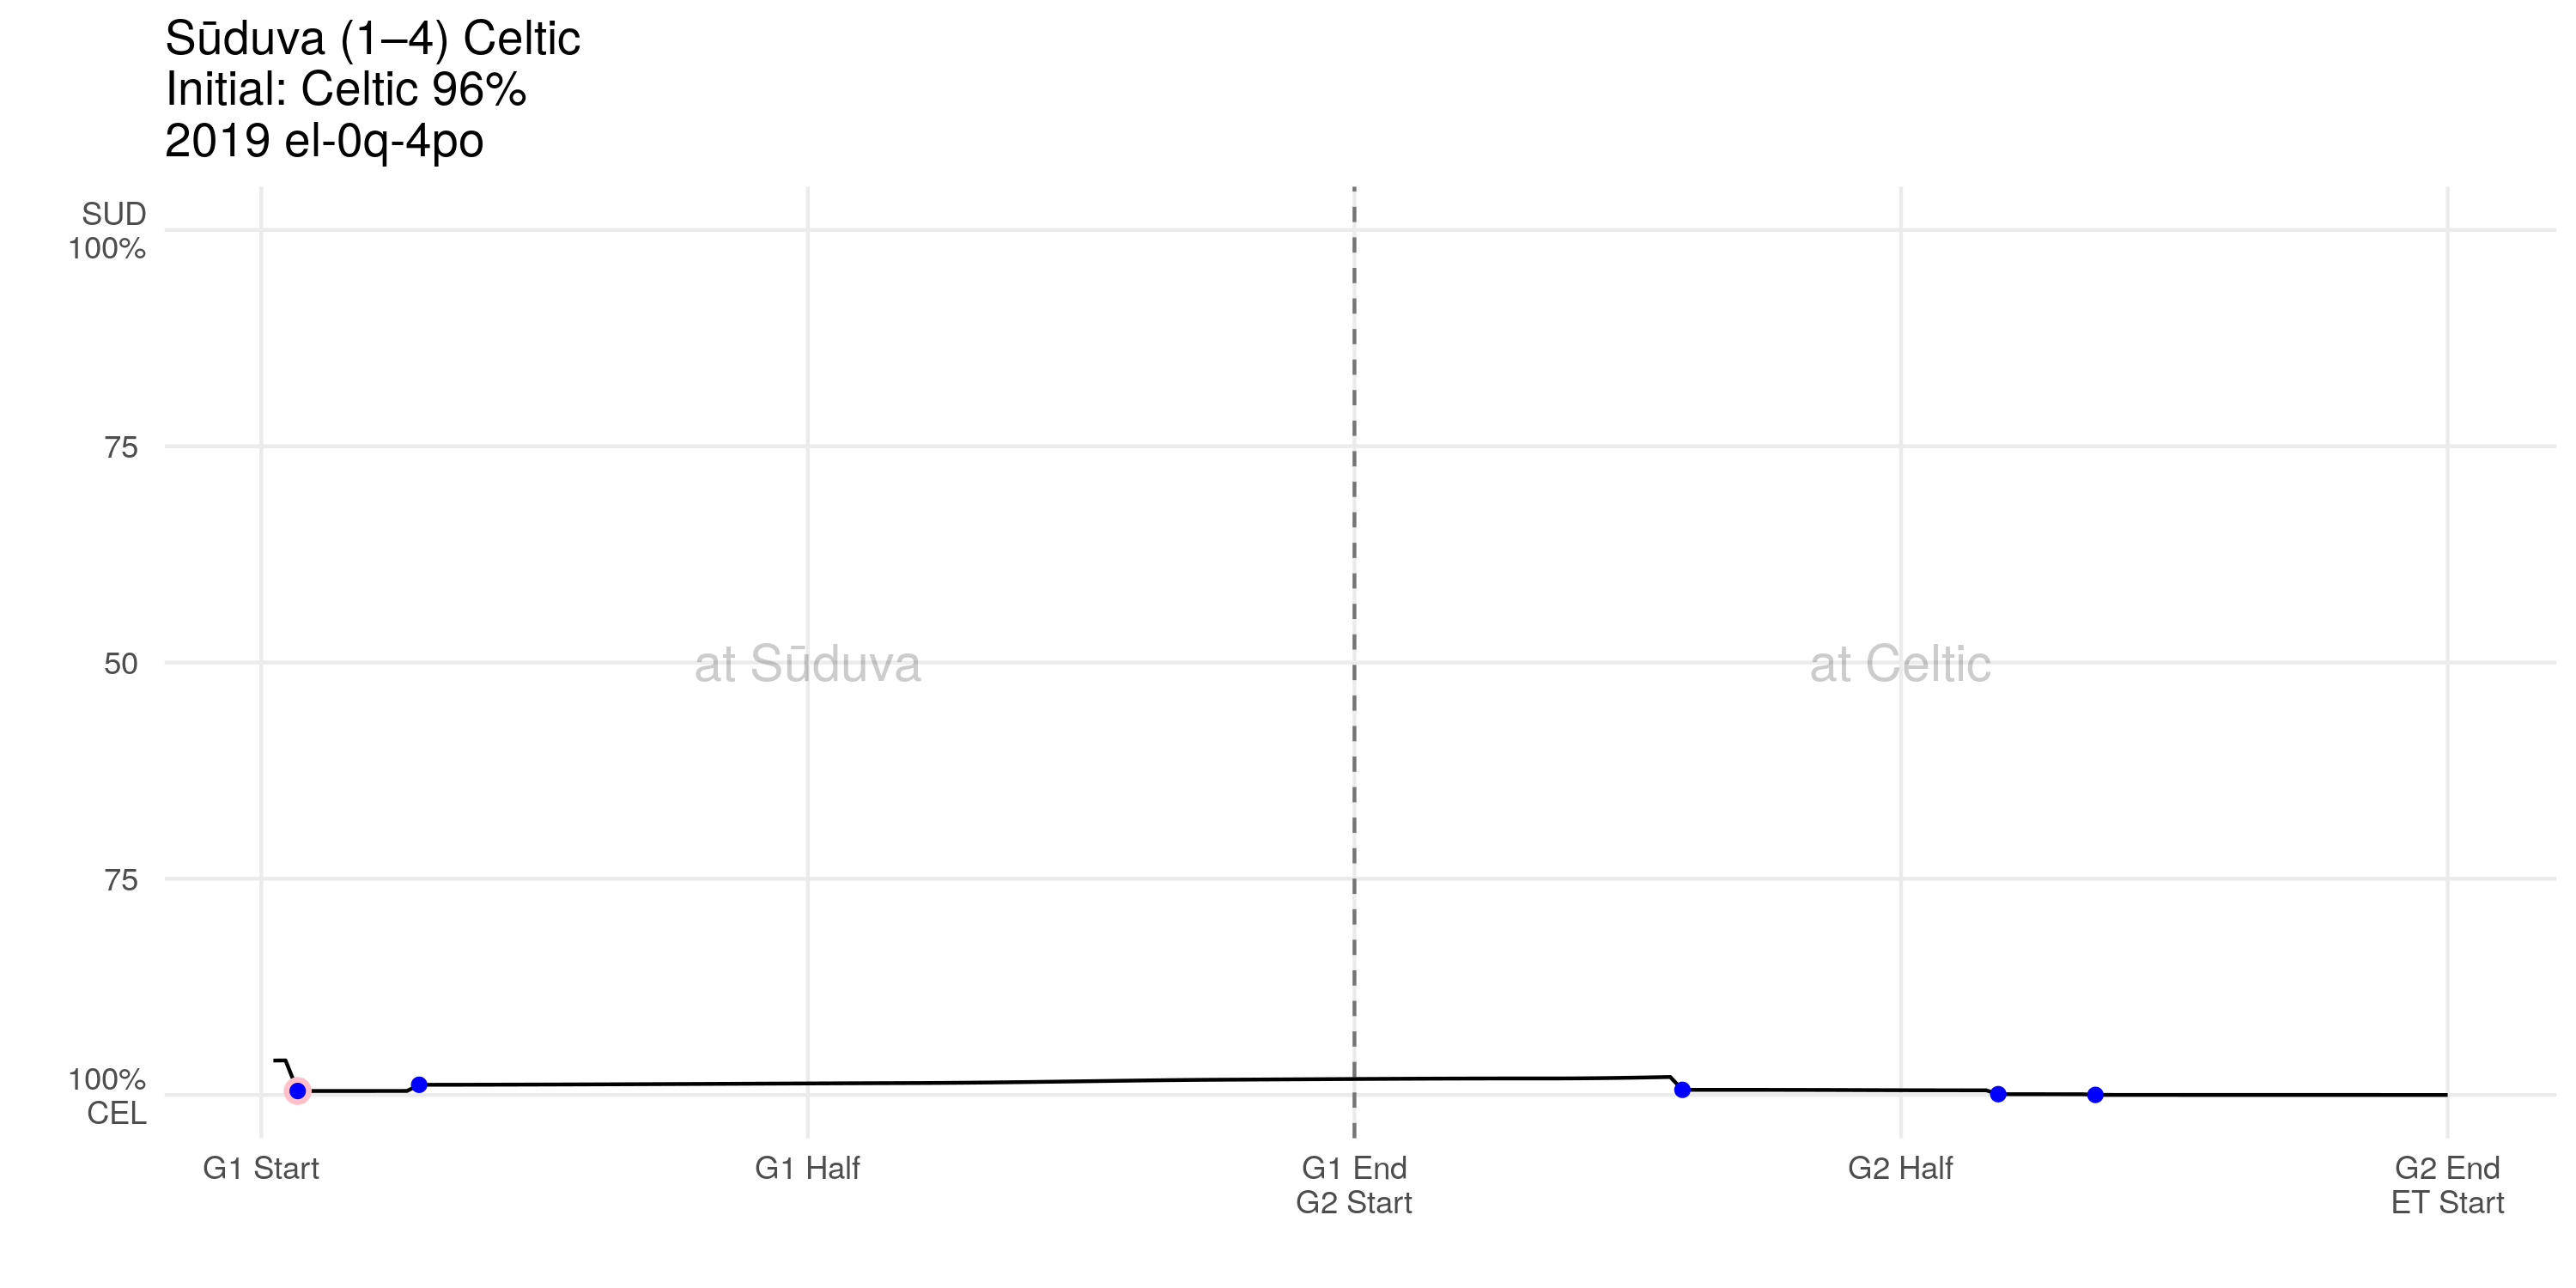 Sūduva (1–4) Celtic
Initial: Celtic 96%
2019 el-0q-4po
SUD
100%
75
50
75
100%
CEL
at Sūduva
at Celtic
G1 Start
G1 Half
G1 End
G2 Start
G2 Half
G2 End
ET Start